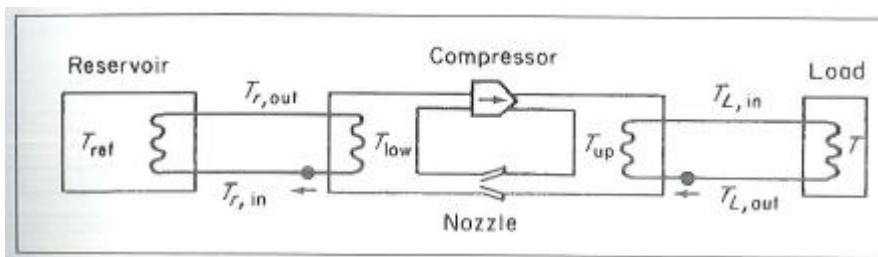 Compressor
Reservoir
Load
T_r,out
T_L,in
T_ref
T_low
T_up
T
T_r,in
T_L,out
Nozzle